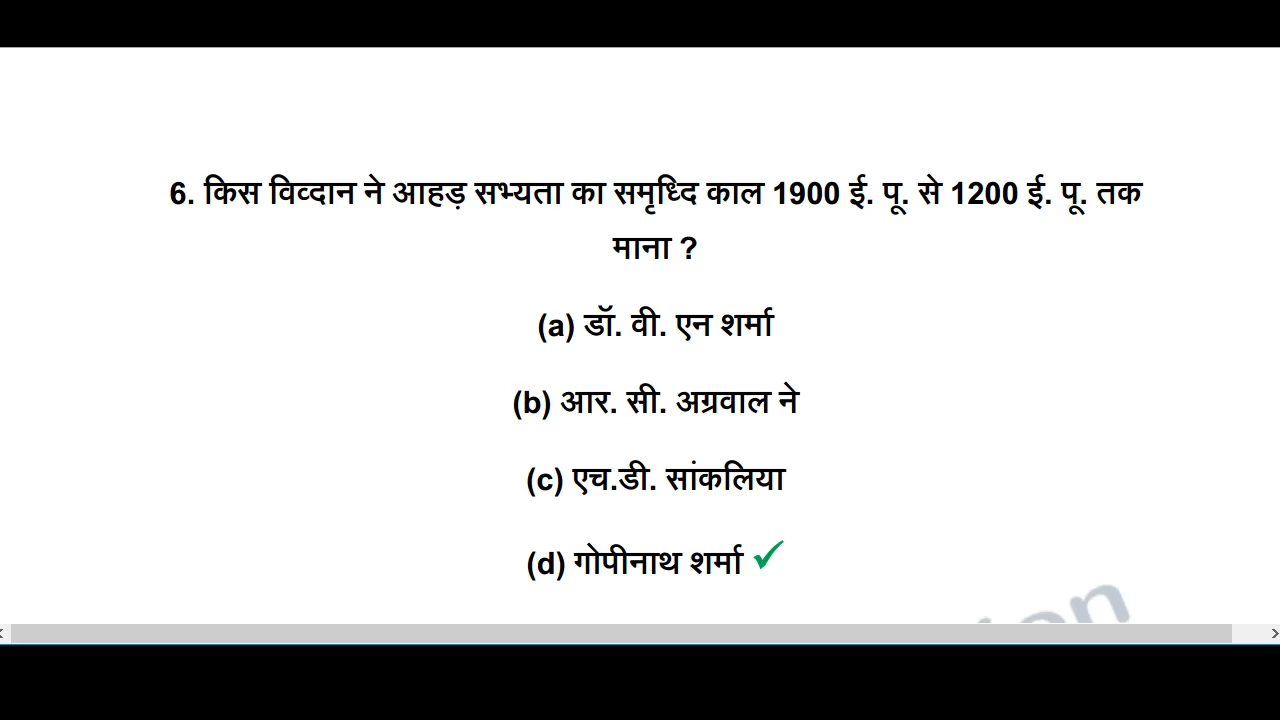 6. किस विव्दान ने आहड़ सभ्यता का समृध्दि काल 1900 ई. पू. से 1200 ई. पू. तक
माना ?
(a) डॉ. वी. एन शर्मा
(b) आर. सी. अग्रवाल ने
(c) एच.डी. सांकलिया
(d) गोपीनाथ शर्मा ✓